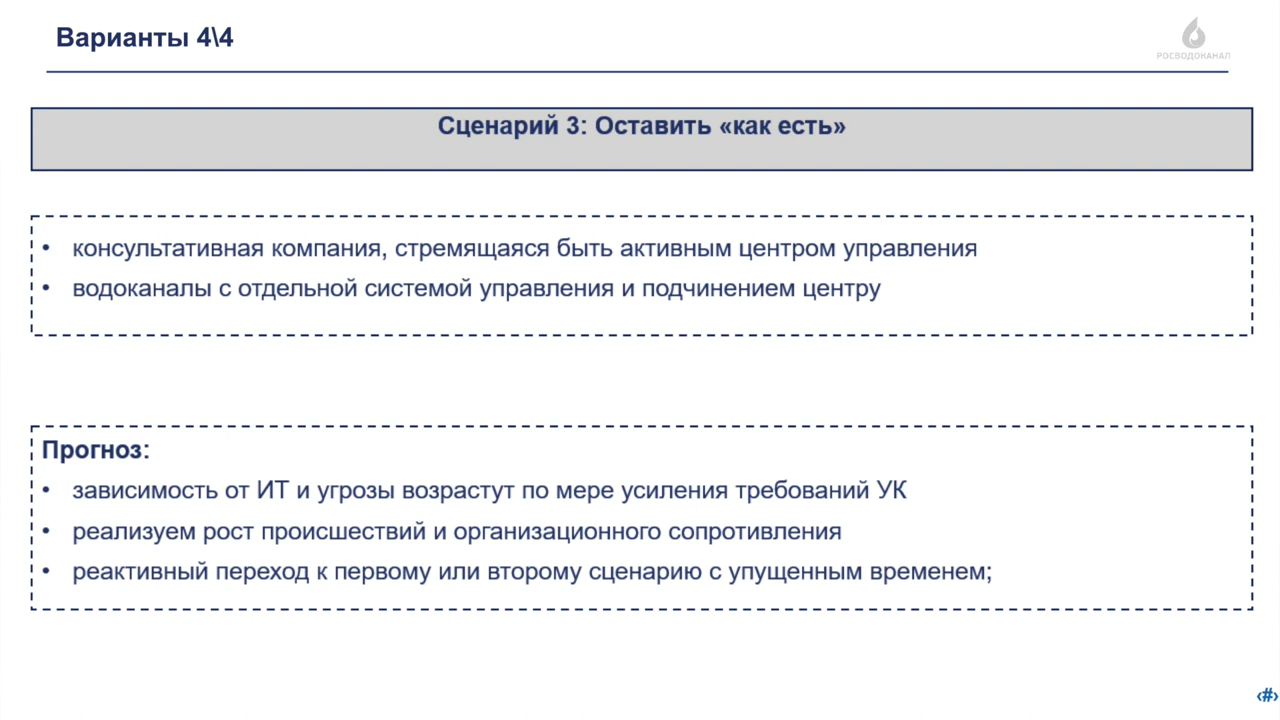 Варианты 4\4
РОСВОДОКАНАЛ
Сценарий 3: Оставить «как есть»
• консультативная компания, стремящаяся быть активным центром управления
• водоканалы с отдельной системой управления и подчинением центру
Прогноз:
• зависимость от ИТ и угрозы возрастут по мере усиления требований УК
• реализуем рост происшествий и организационного сопротивления
• реактивный переход к первому или второму сценарию с упущенным временем;
‹#›